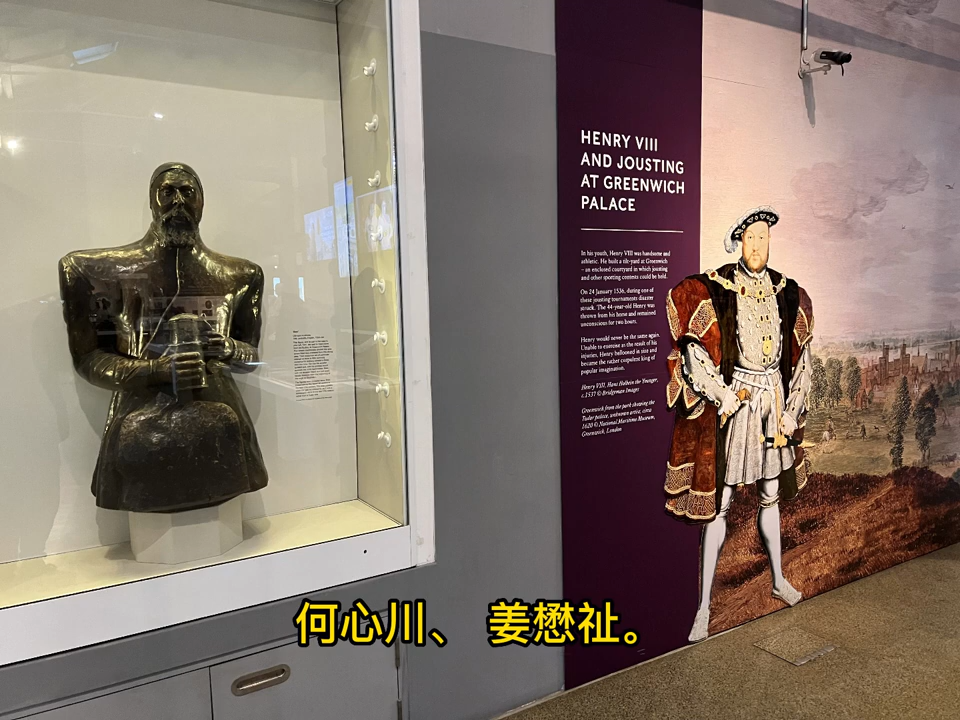 HENRY VIII
AND JOUSTING
AT GREENWICH
PALACE
In his youth, Henry VIII was handsome and
athletic. He built a tilt-yard at Greenwich
– an enclosed courtyard in which jousting
and other sporting contests could be held.
On 24 January 1536, during one of
these jousting tournaments disaster
struck. The 44-year-old Henry was
thrown from his horse and remained
unconscious for two hours.
Henry would never be the same again.
Unable to exercise as the result of his
injuries, Henry ballooned in size and
became the rather corpulent king of
popular imagination.
Henry VIII, Hans Holbein the Younger,
c.1537 © Bridgeman Images
Greenwich from the park showing the
Tudor palace, unknown artist, circa
1620 © National Maritime Museum,
Greenwich, London
何心川、 姜懋祉。